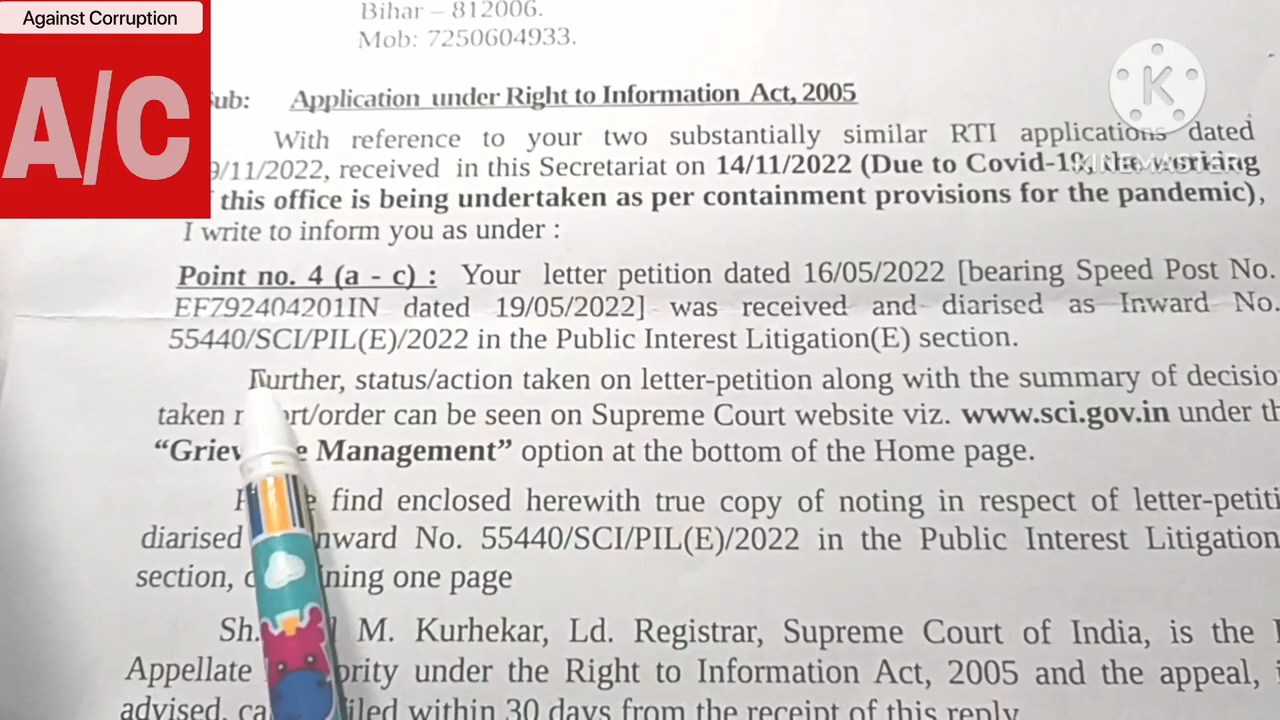 Against Corruption
A/C
K
KINEMASTER
Bihar – 812006.
Mob: 7250604933.
Sub: Application under Right to Information Act, 2005
With reference to your two substantially similar RTI applications dated
9/11/2022, received in this Secretariat on 14/11/2022 (Due to Covid-19, the working
this office is being undertaken as per containment provisions for the pandemic),
I write to inform you as under :
Point no. 4 (a - c) : Your letter petition dated 16/05/2022 [bearing Speed Post No.
EF792404201IN dated 19/05/2022] was received and diarised as Inward No.
55440/SCI/PIL(E)/2022 in the Public Interest Litigation(E) section.
Further, status/action taken on letter-petition along with the summary of decisio
taken rt/order can be seen on Supreme Court website viz. www.sci.gov.in under th
“Griev e Management” option at the bottom of the Home page.
find enclosed herewith true copy of noting in respect of letter-petiti
diarised nward No. 55440/SCI/PIL(E)/2022 in the Public Interest Litigation
section, ning one page
Sh. M. Kurhekar, Ld. Registrar, Supreme Court of India, is the
Appellate ority under the Right to Information Act, 2005 and the appeal, i
advised, ca iled within 30 days from the receipt of this reply